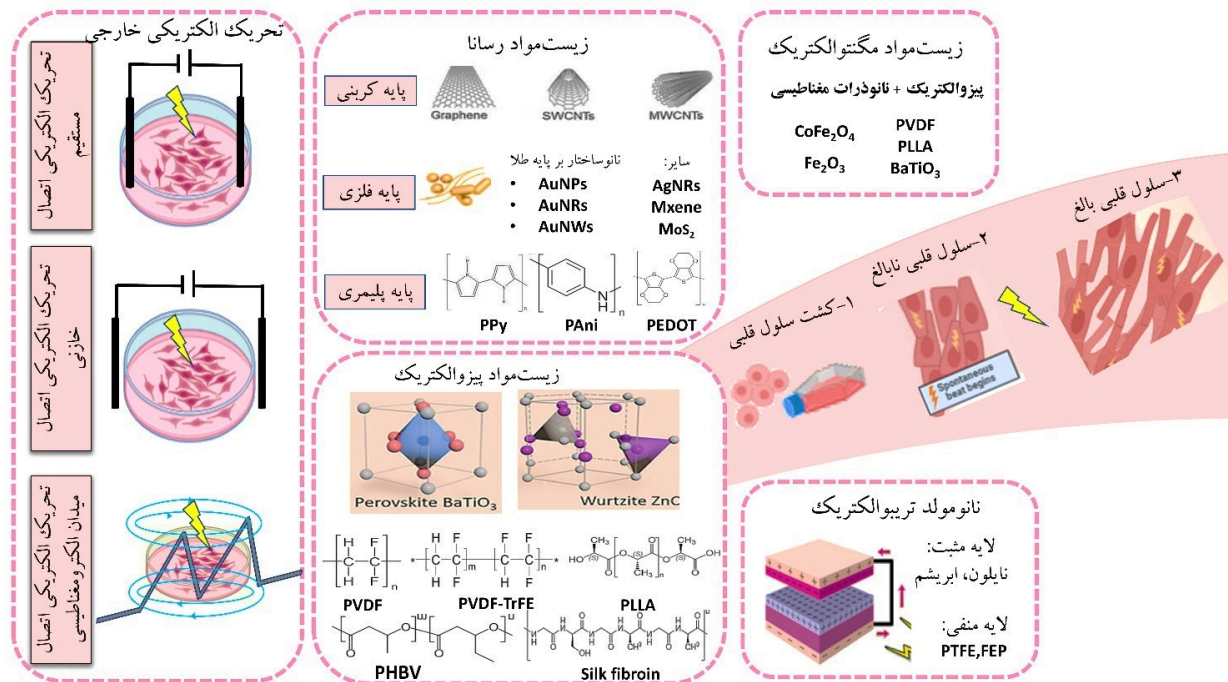 تحریک الکتریکی خارجی
تحریک الکتریکی اتصال
مستقیم
تحریک الکتریکی اتصال
خازنی
تحریک الکتریکی اتصال
میدان الکترومغناطیسی
زیست‌مواد رسانا
پایه کربنی
Graphene
SWCNTs
MWCNTs
پایه فلزی
نانوساختار بر پایه طلا
• AuNPs
• AuNRs
• AuNWs
سایر:
AgNRs
Mxene
MoS₂
پایه پلیمری
PPy
PAni
PEDOT
زیست‌مواد پیزوالکتریک
Perovskite BaTiO₃
Wurtzite ZnC
PVDF
PVDF-TrFE
PLLA
PHBV
Silk fibroin
زیست‌مواد مگنتوالکتریک
پیزوالکتریک + نانوذرات مغناطیسی
CoFe₂O₄
Fe₂O₃
PVDF
PLLA
BaTiO₃
۱-کشت سلول قلبی
۲-سلول قلبی نابالغ
Spontaneous
beat begins
۳-سلول قلبی بالغ
نانومولد تریبوالکتریک
لایه مثبت:
نایلون، ابریشم
لایه منفی:
PTFE,FEP